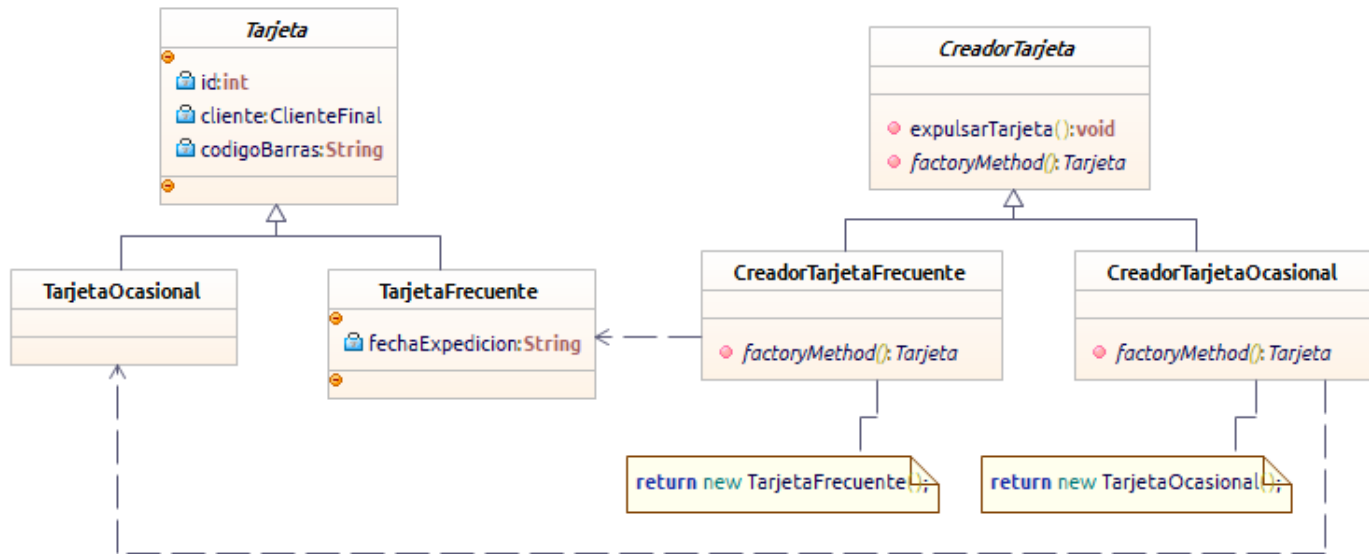 Tarjeta
id:int
cliente:ClienteFinal
codigoBarras:String
CreadorTarjeta
expulsarTarjeta():void
factoryMethod():Tarjeta
TarjetaOcasional
TarjetaFrecuente
fechaExpedicion:String
CreadorTarjetaFrecuente
factoryMethod():Tarjeta
CreadorTarjetaOcasional
factoryMethod():Tarjeta
return new TarjetaFrecuente();
return new TarjetaOcasional();